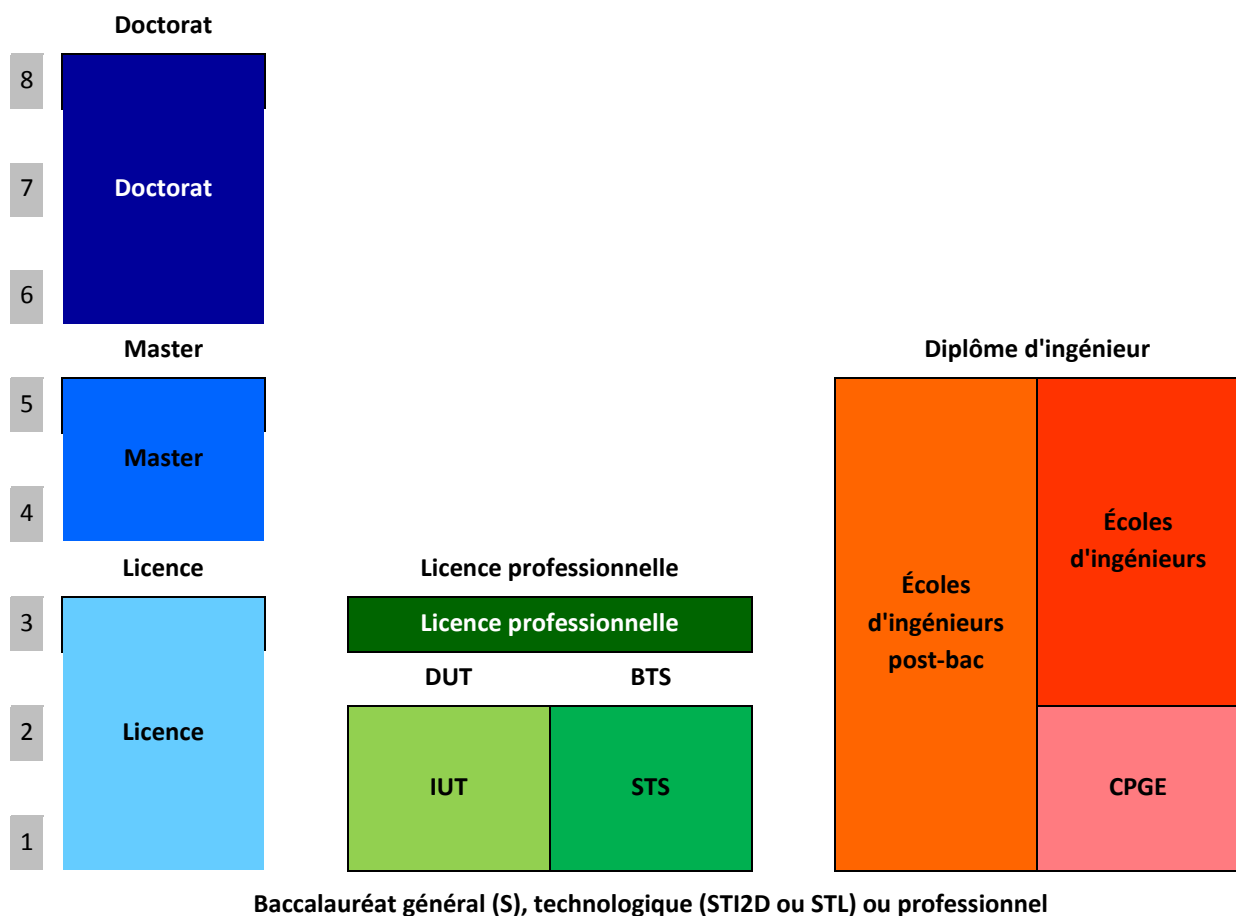 Doctorat
8
7
Doctorat
6
Master
Diplôme d'ingénieur
5
Master
4
Écoles
d'ingénieurs
Licence
Licence professionnelle
Écoles
d'ingénieurs
post-bac
3
Licence professionnelle
DUT
BTS
2
Licence
IUT
STS
CPGE
1
Baccalauréat général (S), technologique (STI2D ou STL) ou professionnel